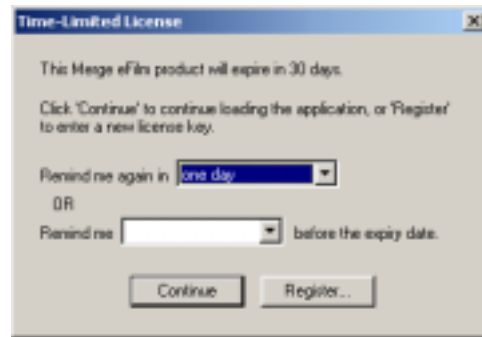 Time-Limited License
This Merge eFilm product will expire in 30 days.
Click 'Continue' to continue loading the application, or 'Register'
to enter a new license key.
Remind me again in one day
OR
Remind me before the expiry date.
Continue Register...